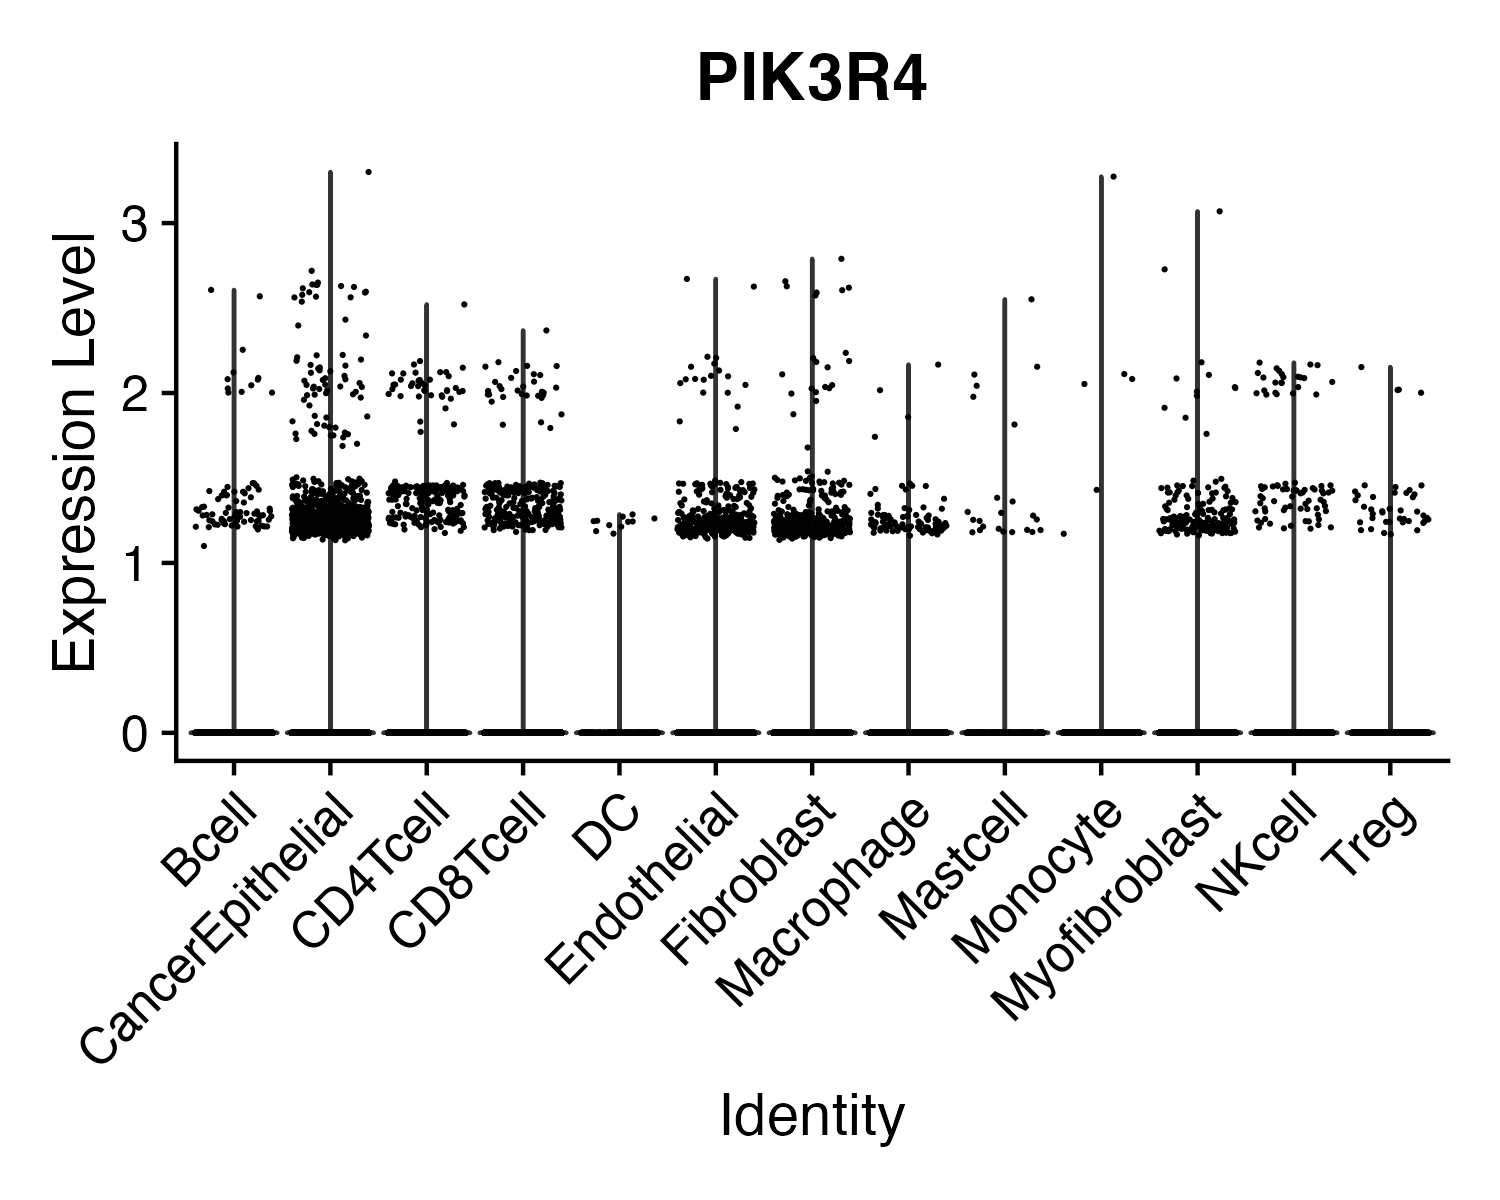 PIK3R4
Expression Level
3
2
1
0
Bcell
CancerEpithelial
CD4Tcell
CD8Tcell
DC
Endothelial
Fibroblast
Macrophage
Mastcell
Monocyte
Myofibroblast
NKcell
Treg
Identity